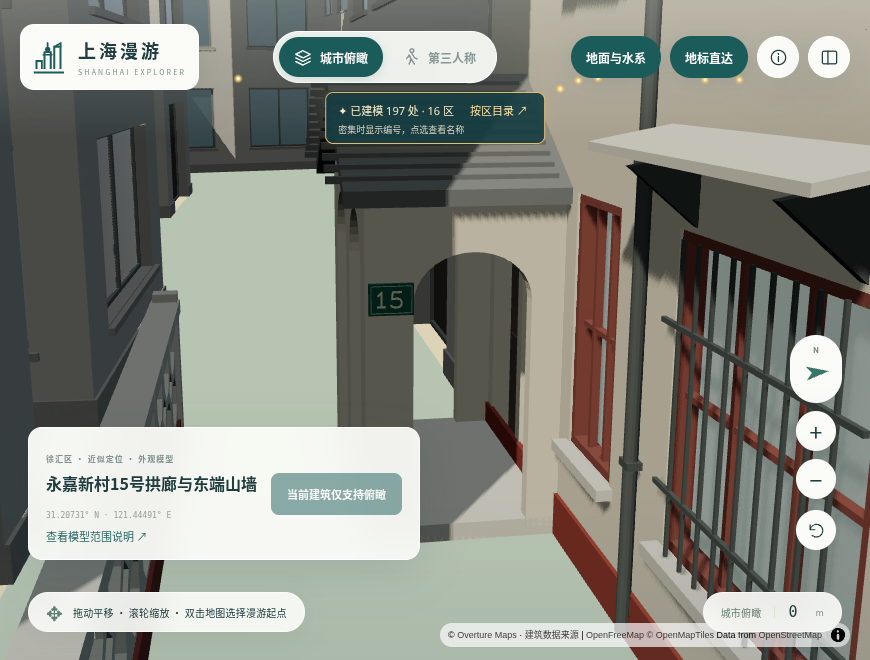 上海漫游
SHANGHAI EXPLORER
城市俯瞰
第三人称
地面与水系
地标直达
✦ 已建模 197 处 · 16 区 按区目录 ↗
密集时显示编号，点选查看名称
15
N
+
−
徐汇区 · 近似定位 · 外观模型
永嘉新村15号拱廊与东端山墙
当前建筑仅支持俯瞰
31.20731° N · 121.44491° E
查看模型范围说明 ↗
拖动平移 · 滚轮缩放 · 双击地图选择漫游起点
城市俯瞰 0 m
© Overture Maps · 建筑数据来源 | OpenFreeMap © OpenMapTiles Data from OpenStreetMap